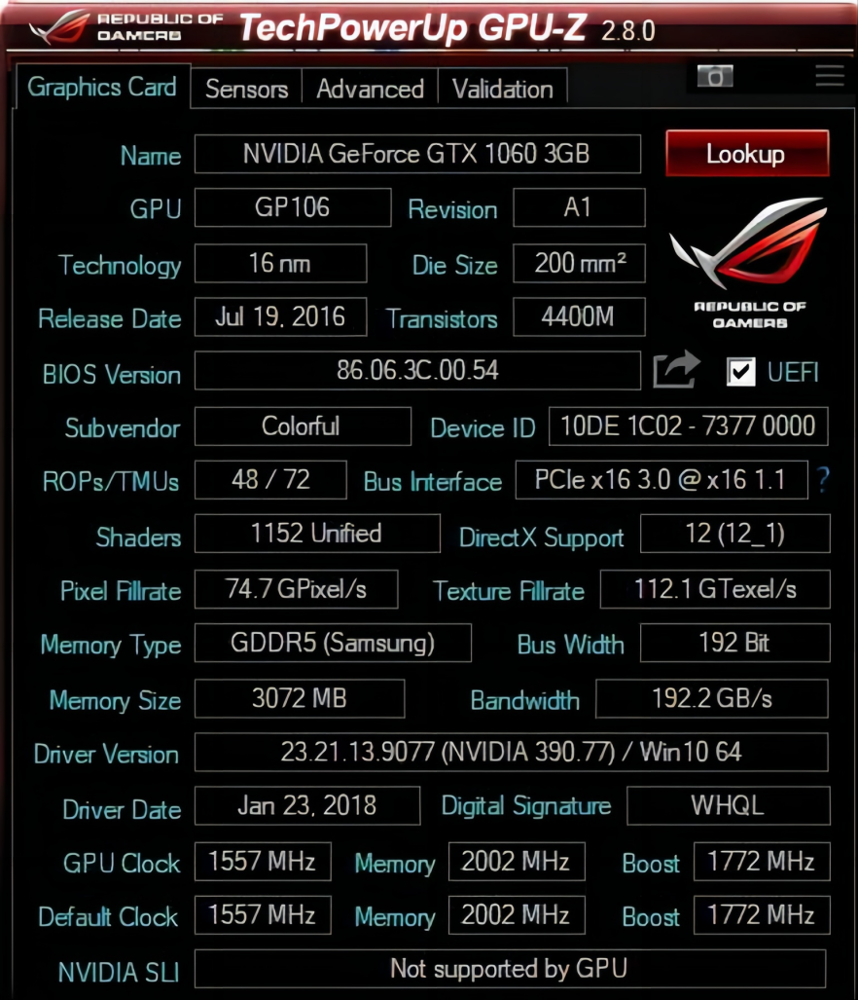 REPUBLIC OF GAMERS TechPowerUp GPU-Z 2.8.0
Graphics Card Sensors Advanced Validation
Name NVIDIA GeForce GTX 1060 3GB Lookup
GPU GP106 Revision A1
Technology 16 nm Die Size 200 mm²
REPUBLIC OF GAMERS
Release Date Jul 19, 2016 Transistors 4400M
BIOS Version 86.06.3C.00.54 UEFI
Subvendor Colorful Device ID 10DE 1C02 - 7377 0000
ROPs/TMUs 48 / 72 Bus Interface PCIe x16 3.0 @ x16 1.1 ?
Shaders 1152 Unified DirectX Support 12 (12_1)
Pixel Fillrate 74.7 GPixel/s Texture Fillrate 112.1 GTexel/s
Memory Type GDDR5 (Samsung) Bus Width 192 Bit
Memory Size 3072 MB Bandwidth 192.2 GB/s
Driver Version 23.21.13.9077 (NVIDIA 390.77) / Win10 64
Driver Date Jan 23, 2018 Digital Signature WHQL
GPU Clock 1557 MHz Memory 2002 MHz Boost 1772 MHz
Default Clock 1557 MHz Memory 2002 MHz Boost 1772 MHz
NVIDIA SLI Not supported by GPU